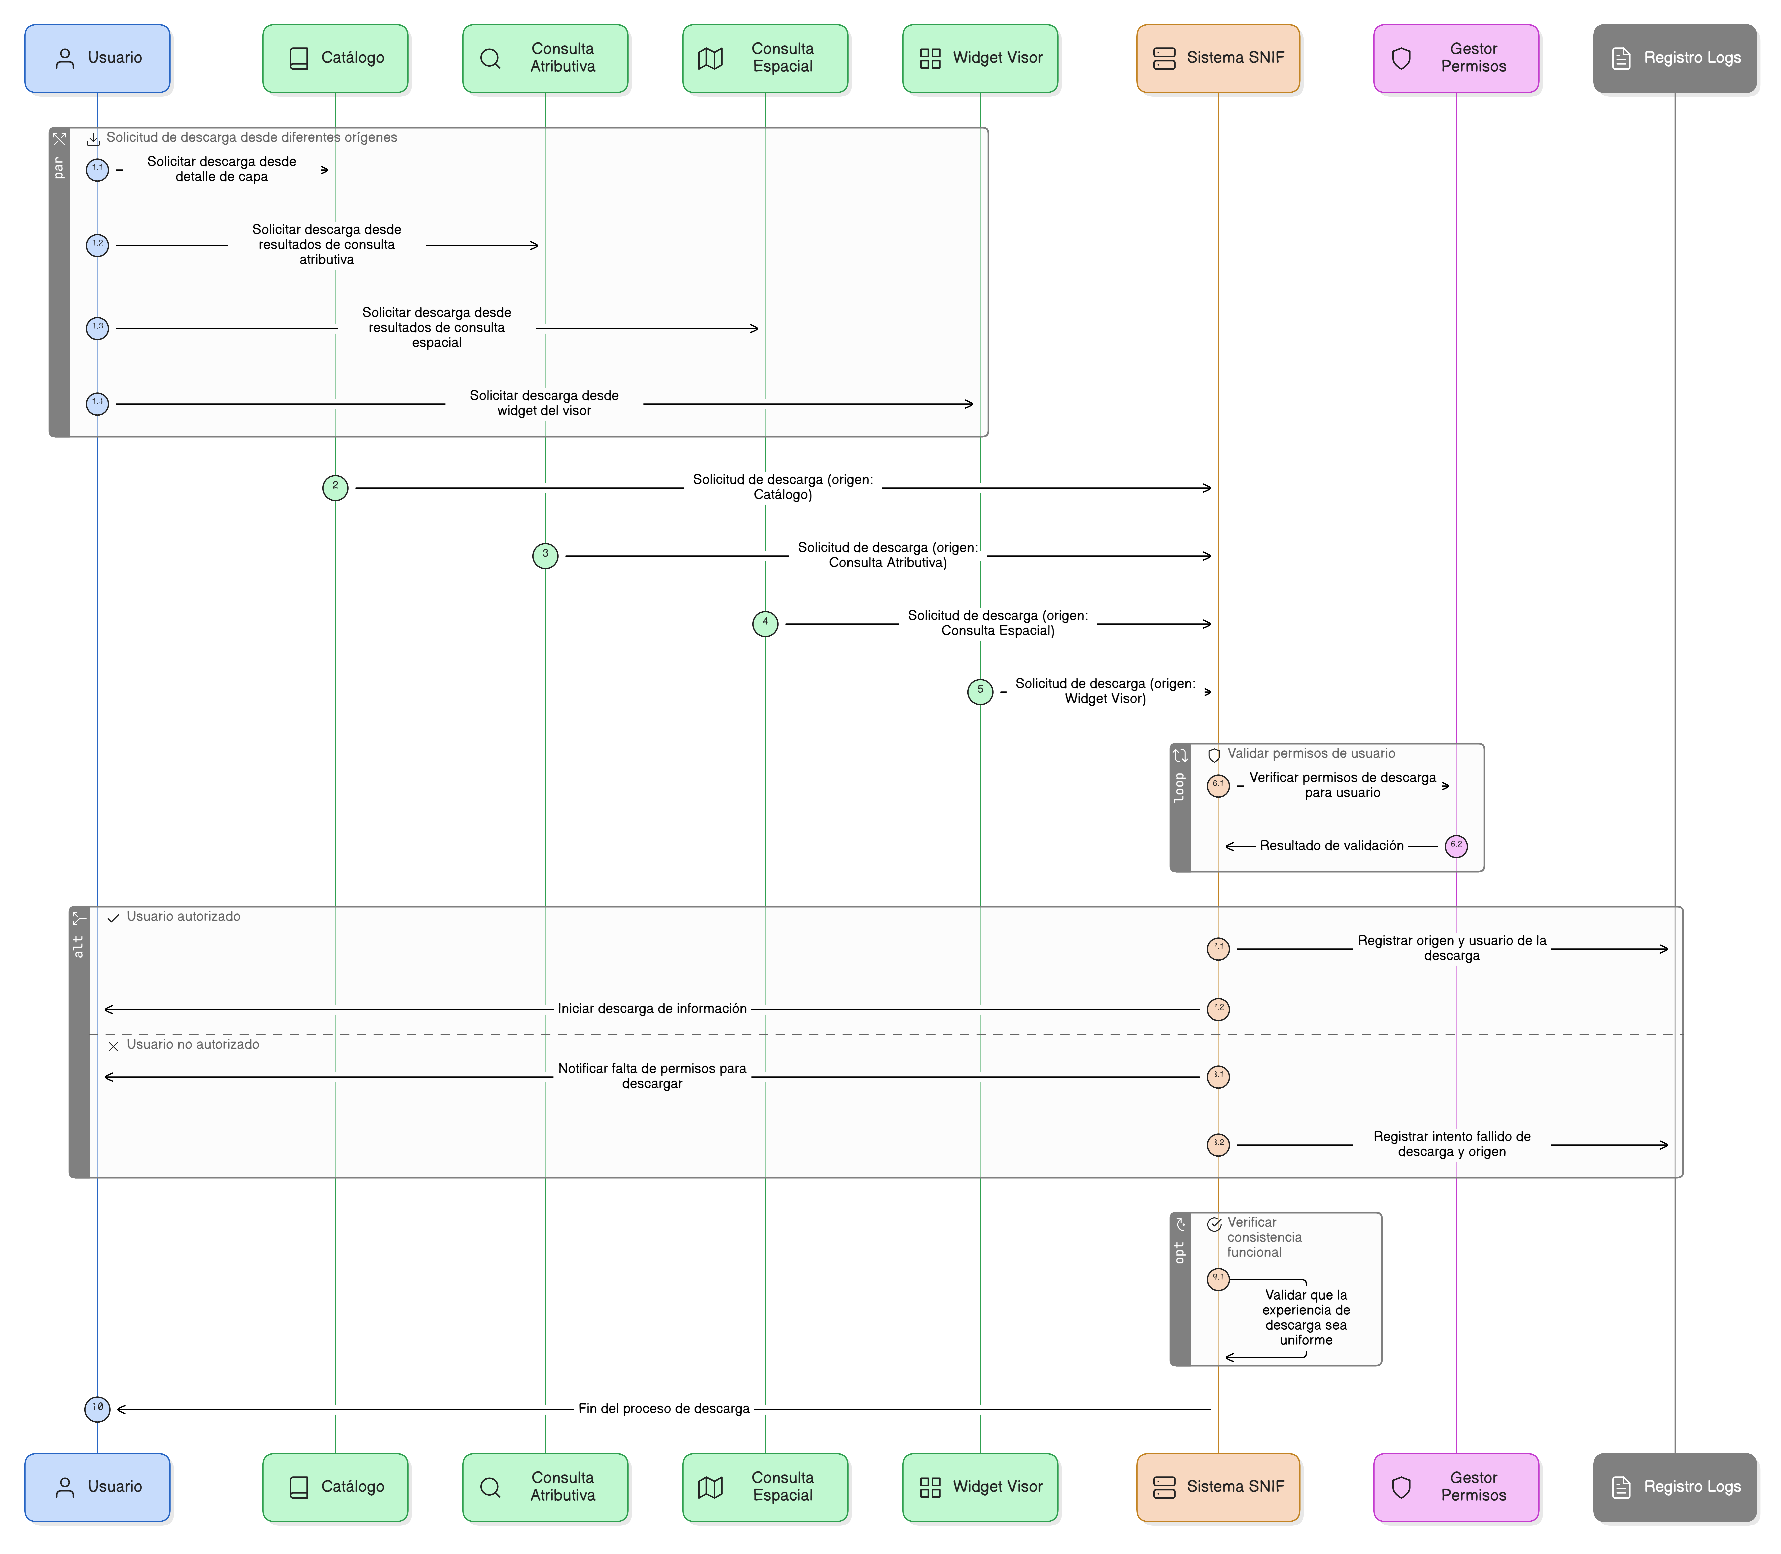 Usuario
Catálogo
Consulta
Atributiva
Consulta
Espacial
Widget Visor
Sistema SNIF
Gestor
Permisos
Registro Logs
par
Solicitud de descarga desde diferentes orígenes
1.1
Solicitar descarga desde
detalle de capa
1.2
Solicitar descarga desde
resultados de consulta
atributiva
1.3
Solicitar descarga desde
resultados de consulta
espacial
Solicitar descarga desde
widget del visor
2
Solicitud de descarga (origen:
Catálogo)
3
Solicitud de descarga (origen:
Consulta Atributiva)
4
Solicitud de descarga (origen:
Consulta Espacial)
5
Solicitud de descarga (origen:
Widget Visor)
loop
Validar permisos de usuario
6.1
Verificar permisos de descarga
para usuario
Resultado de validación
6.2
alt
Usuario autorizado
7.1
Registrar origen y usuario de la
descarga
Iniciar descarga de información
7.2
Usuario no autorizado
Notificar falta de permisos para
descargar
8.1
8.2
Registrar intento fallido de
descarga y origen
opt
Verificar
consistencia
funcional
9.1
Validar que la
experiencia de
descarga sea
uniforme
10
Fin del proceso de descarga
Usuario
Catálogo
Consulta
Atributiva
Consulta
Espacial
Widget Visor
Sistema SNIF
Gestor
Permisos
Registro Logs